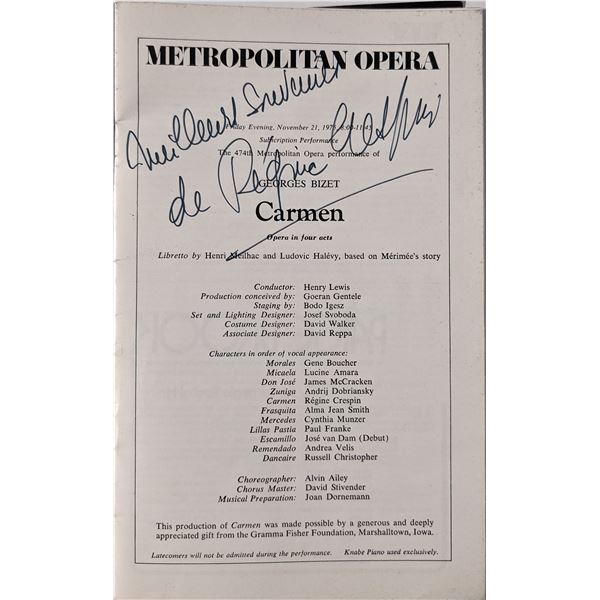 METROPOLITAN OPERA
Meilleurs Souvenirs
de Régine Crespin
Friday Evening, November 21, 1975, 8:00-11:45
Subscription Performance
The 474th Metropolitan Opera performance of
GEORGES BIZET
Carmen
Opera in four acts
Libretto by Henri Meilhac and Ludovic Halévy, based on Mérimée's story
Conductor: Henry Lewis
Production conceived by: Goeran Gentele
Staging by: Bodo Igesz
Set and Lighting Designer: Josef Svoboda
Costume Designer: David Walker
Associate Designer: David Reppa
Characters in order of vocal appearance:
Morales Gene Boucher
Micaela Lucine Amara
Don José James McCracken
Zuniga Andrij Dobriansky
Carmen Régine Crespin
Frasquita Alma Jean Smith
Mercedes Cynthia Munzer
Lillas Pastia Paul Franke
Escamillo José van Dam (Debut)
Remendado Andrea Velis
Dancaire Russell Christopher
Choreographer: Alvin Ailey
Chorus Master: David Stivender
Musical Preparation: Joan Dornemann
This production of Carmen was made possible by a generous and deeply
appreciated gift from the Gramma Fisher Foundation, Marshalltown, Iowa.
Latecomers will not be admitted during the performance. Knabe Piano used exclusively.